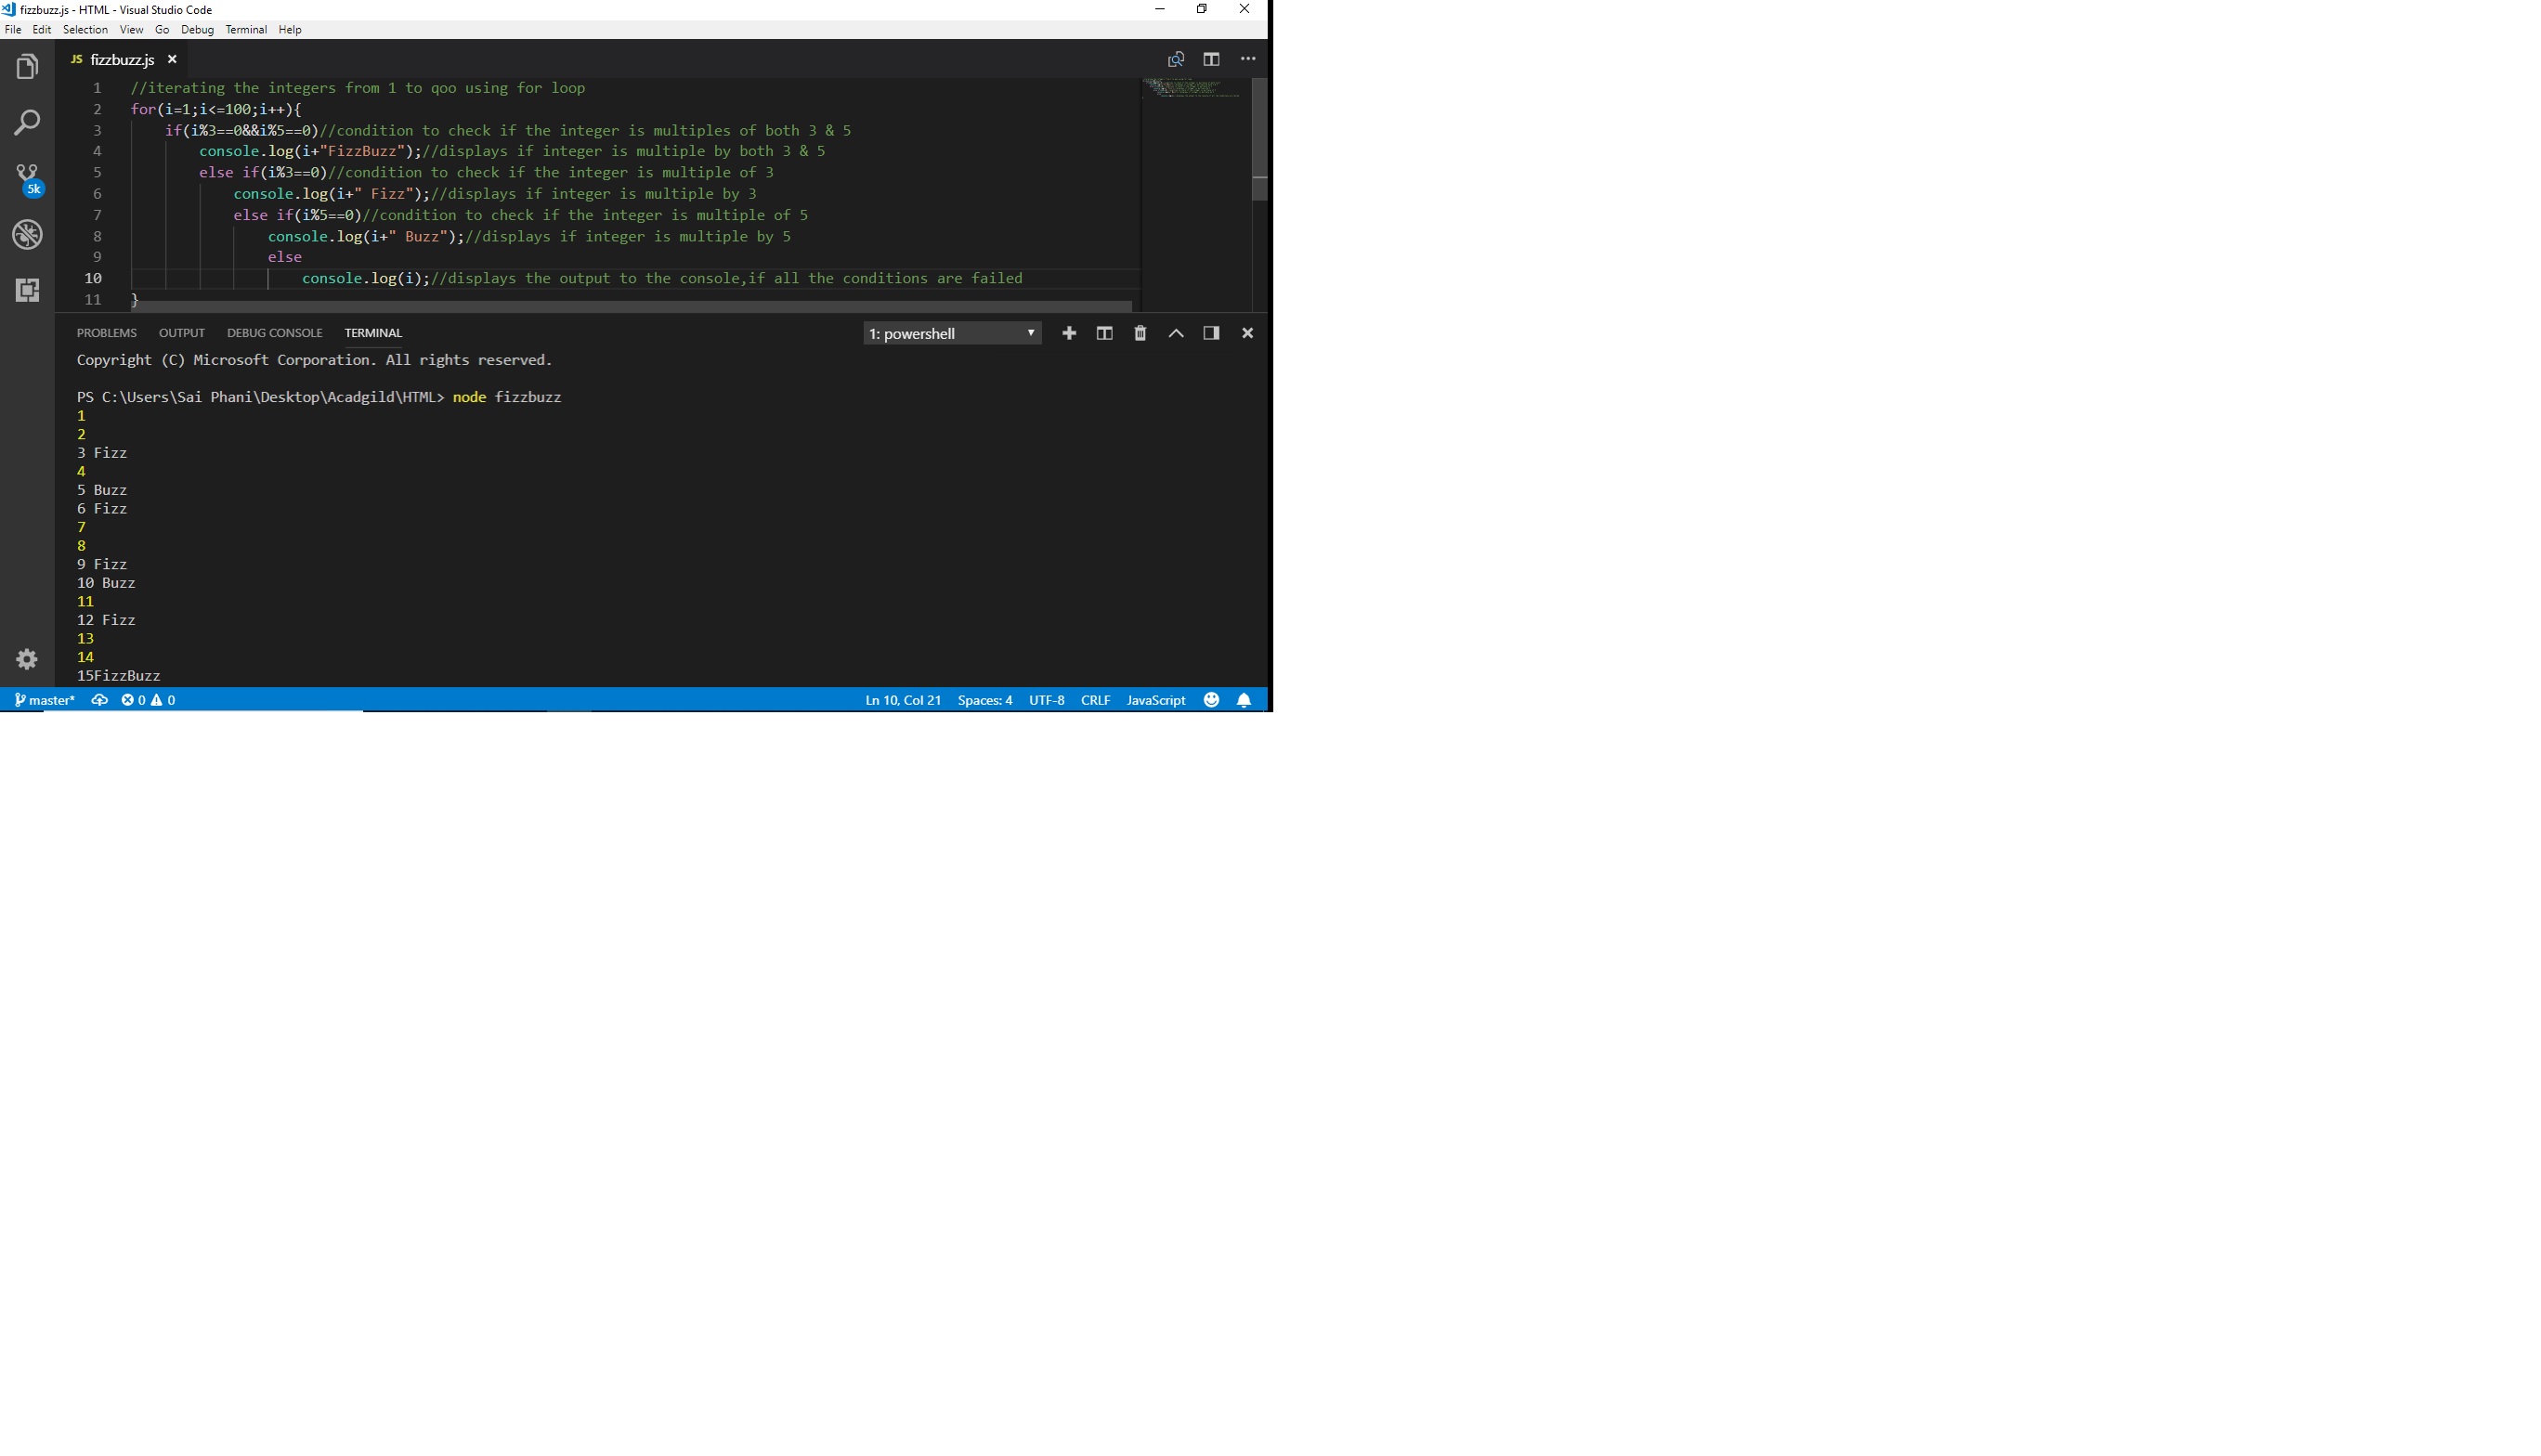 fizzbuzz.js - HTML - Visual Studio Code
File Edit Selection View Go Debug Terminal Help
JS fizzbuzz.js
1 //iterating the integers from 1 to qoo using for loop
2 for(i=1;i<=100;i++){
3 if(i%3==0&&i%5==0)//condition to check if the integer is multiples of both 3 & 5
4 console.log(i+"FizzBuzz");//displays if integer is multiple by both 3 & 5
5 else if(i%3==0)//condition to check if the integer is multiple of 3
6 console.log(i+" Fizz");//displays if integer is multiple by 3
7 else if(i%5==0)//condition to check if the integer is multiple of 5
8 console.log(i+" Buzz");//displays if integer is multiple by 5
9 else
10 console.log(i);//displays the output to the console,if all the conditions are failed
11 }
5k
PROBLEMS OUTPUT DEBUG CONSOLE TERMINAL 1: powershell
Copyright (C) Microsoft Corporation. All rights reserved.
PS C:\Users\Sai Phani\Desktop\Acadgild\HTML> node fizzbuzz
1
2
3 Fizz
4
5 Buzz
6 Fizz
7
8
9 Fizz
10 Buzz
11
12 Fizz
13
14
15FizzBuzz
master* 0 0 Ln 10, Col 21 Spaces: 4 UTF-8 CRLF JavaScript